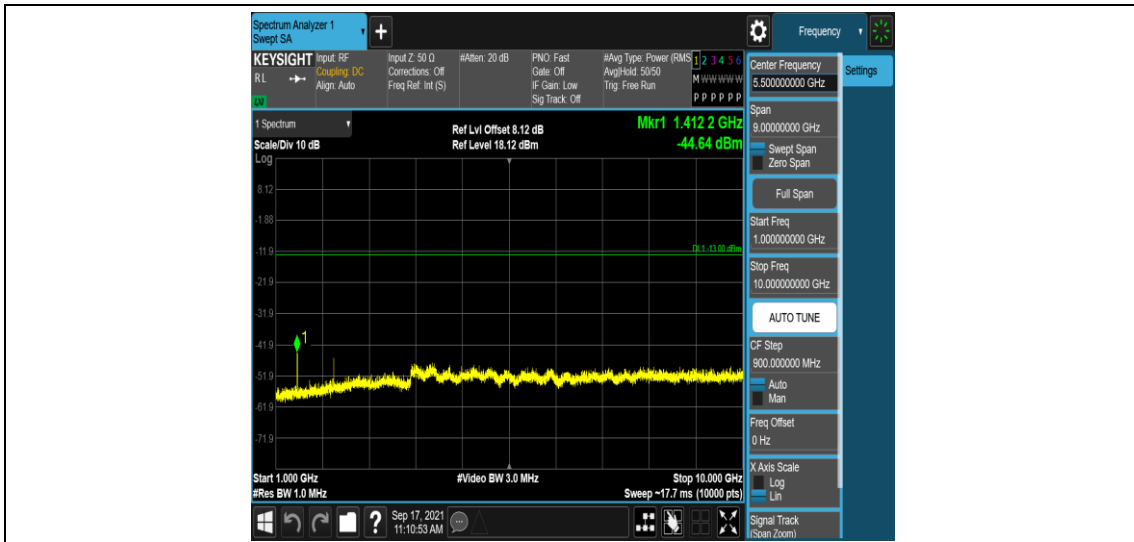 Spectrum Analyzer 1
Swept SA
Frequency
KEYSIGHT
RL
LXI
Input: RF
Coupling: DC
Align: Auto
Input Z: 50 Ω
Corrections: Off
Freq Ref: Int (S)
#Atten: 20 dB
PNO: Fast
Gate: Off
IF Gain: Low
Sig Track: Off
#Avg Type: Power (RMS
Avg|Hold: 50/50
Trig: Free Run
1 2 3 4 5 6
M W W W W W
P P P P P P
1 Spectrum
Scale/Div 10 dB
Ref Lvl Offset 8.12 dB
Ref Level 18.12 dBm
Mkr1 1.412 2 GHz
-44.64 dBm
Log
8.12
-1.88
-11.9
-21.9
-31.9
-41.9
-51.9
-61.9
-71.9
DL1 -13.00 dBm
1
Start 1.000 GHz
#Res BW 1.0 MHz
#Video BW 3.0 MHz
Stop 10.000 GHz
Sweep ~17.7 ms (10000 pts)
Center Frequency
5.500000000 GHz
Settings
Span
9.00000000 GHz
Swept Span
Zero Span
Full Span
Start Freq
1.000000000 GHz
Stop Freq
10.000000000 GHz
AUTO TUNE
CF Step
900.000000 MHz
Auto
Man
Freq Offset
0 Hz
X Axis Scale
Log
Lin
Signal Track
(Span Zoom)
?
Sep 17, 2021
11:10:53 AM